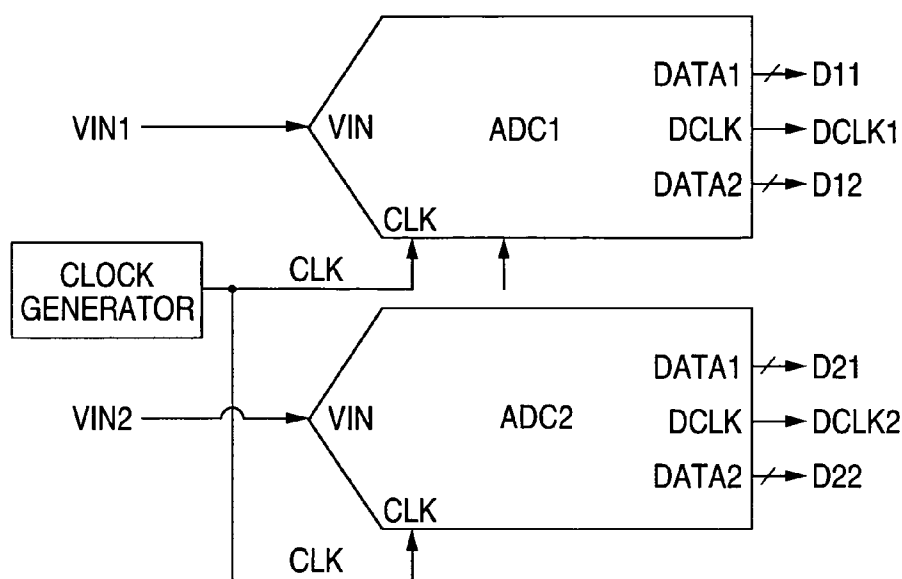 DATA1 D11
VIN1 VIN ADC1 DCLK DCLK1
DATA2 D12
CLK
CLOCK
GENERATOR
CLK
DATA1 D21
VIN2 VIN ADC2 DCLK DCLK2
DATA2 D22
CLK
CLK